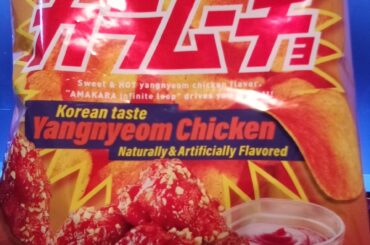 カラムーチョ
Sweet & HOT yangnyeom chicken flavor.
"AMAKARA infinite loop" drives you
Korean taste
Yangnyeom Chicken
Naturally & Artificially Flavored